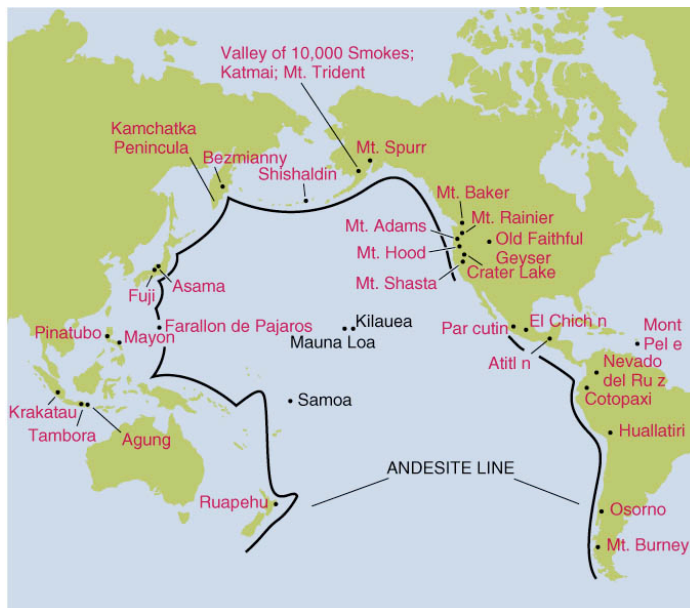 Valley of 10,000 Smokes;
Katmai; Mt. Trident
Kamchatka
Penincula
Bezmianny
Shishaldin
Mt. Spurr
Mt. Baker
Mt. Adams
Mt. Rainier
Mt. Hood
Old Faithful
Geyser
Crater Lake
Mt. Shasta
Fuji
Asama
Pinatubo
Mayon
Farallon de Pajaros
Kilauea
Mauna Loa
Par cutin
El Chich n
Atitl n
Mont
Pel e
Nevado
del Ru z
Cotopaxi
Krakatau
Tambora
Agung
Samoa
Huallatiri
ANDESITE LINE
Ruapehu
Osorno
Mt. Burney